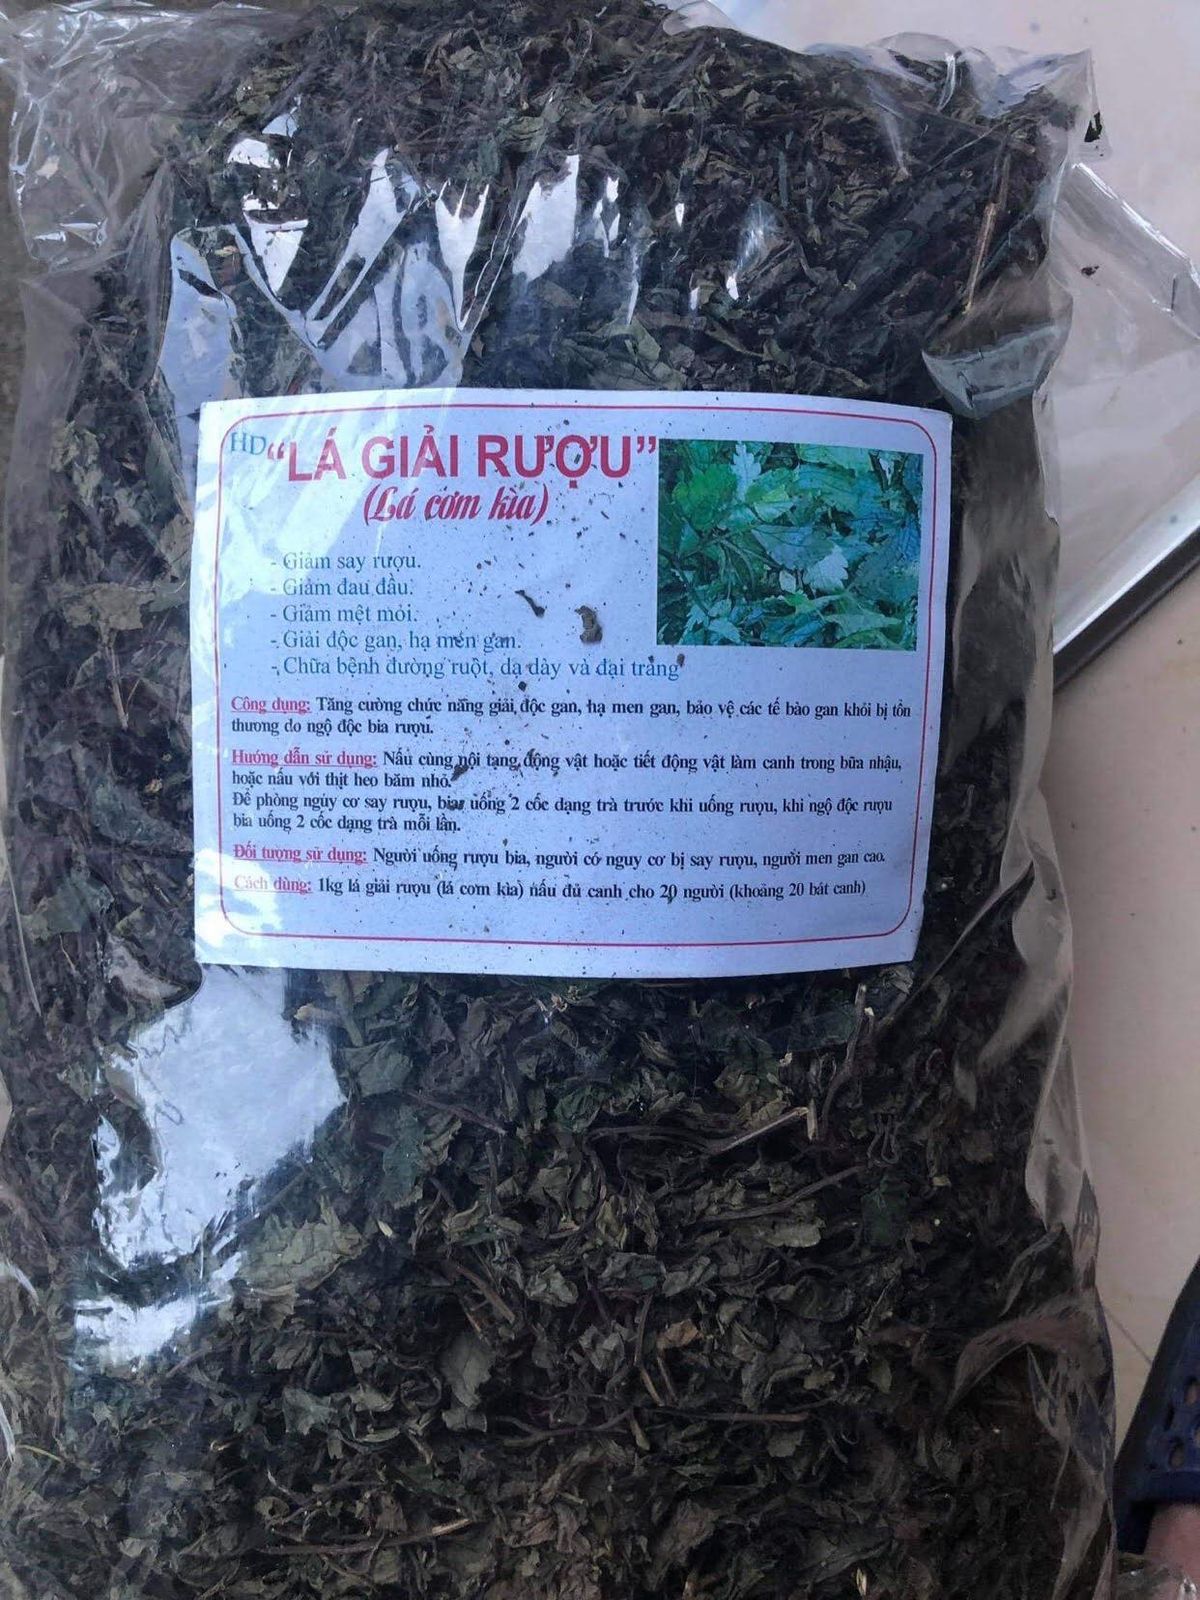 HD "LÁ GIẢI RƯỢU"
(Lá cơm kìa)
- Giảm say rượu.
- Giảm đau đầu.
- Giảm mệt mỏi.
- Giải độc gan, hạ men gan.
- Chữa bệnh đường ruột, dạ dày và đại tràng
Công dụng: Tăng cường chức năng giải độc gan, hạ men gan, bảo vệ các tế bào gan khỏi bị tổn
thương do ngộ độc bia rượu.
Hướng dẫn sử dụng: Nấu cùng nội tạng động vật hoặc tiết động vật làm canh trong bữa nhậu,
hoặc nấu với thịt heo băm nhỏ.
Để phòng ngừy cơ say rượu, bia uống 2 cốc dạng trà trước khi uống rượu, khi ngộ độc rượu
bia uống 2 cốc dạng trà mỗi lần.
Đối tượng sử dụng: Người uống rượu bia, người có nguy cơ bị say rượu, người men gan cao.
Cách dùng: 1kg lá giải rượu (lá cơm kìa) nấu đủ canh cho 20 người (khoảng 20 bát canh)